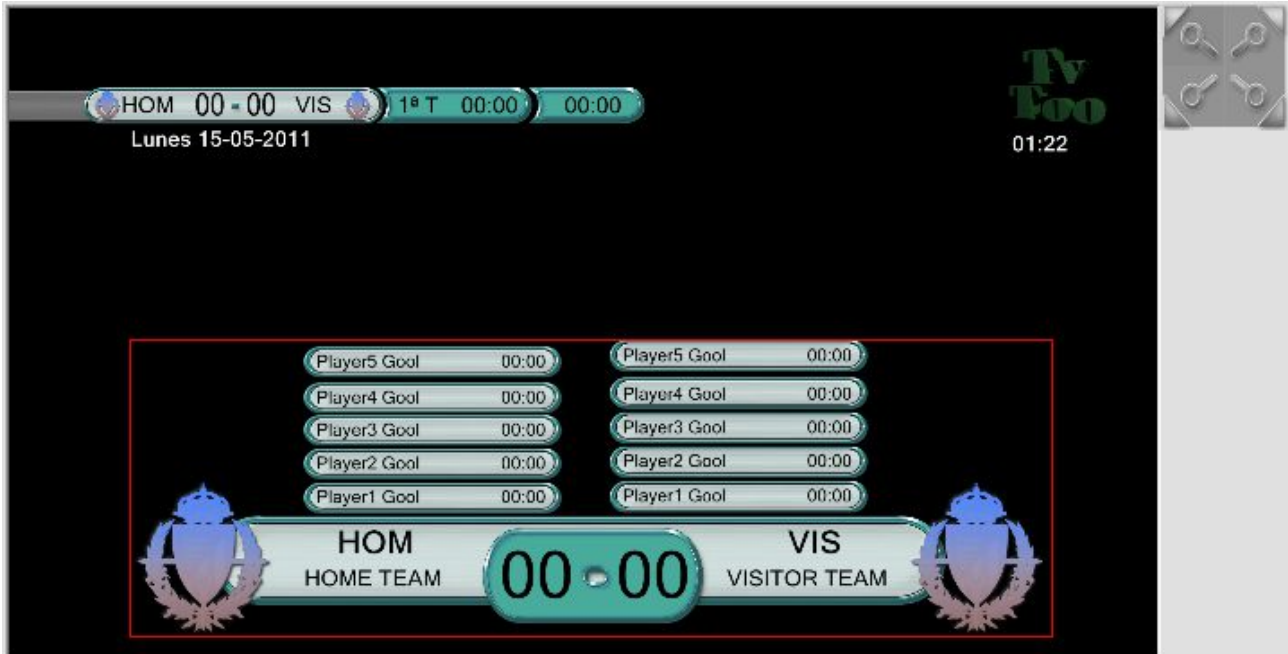 Tv
Foo
HOM 00 - 00 VIS 1ª T 00:00 00:00
Lunes 15-05-2011
01:22
Player5 Gool 00:00 Player5 Gool 00:00
Player4 Gool 00:00 Player4 Gool 00:00
Player3 Gool 00:00 Player3 Gool 00:00
Player2 Gool 00:00 Player2 Gool 00:00
Player1 Gool 00:00 Player1 Gool 00:00
HOM VIS
00 - 00
HOME TEAM VISITOR TEAM